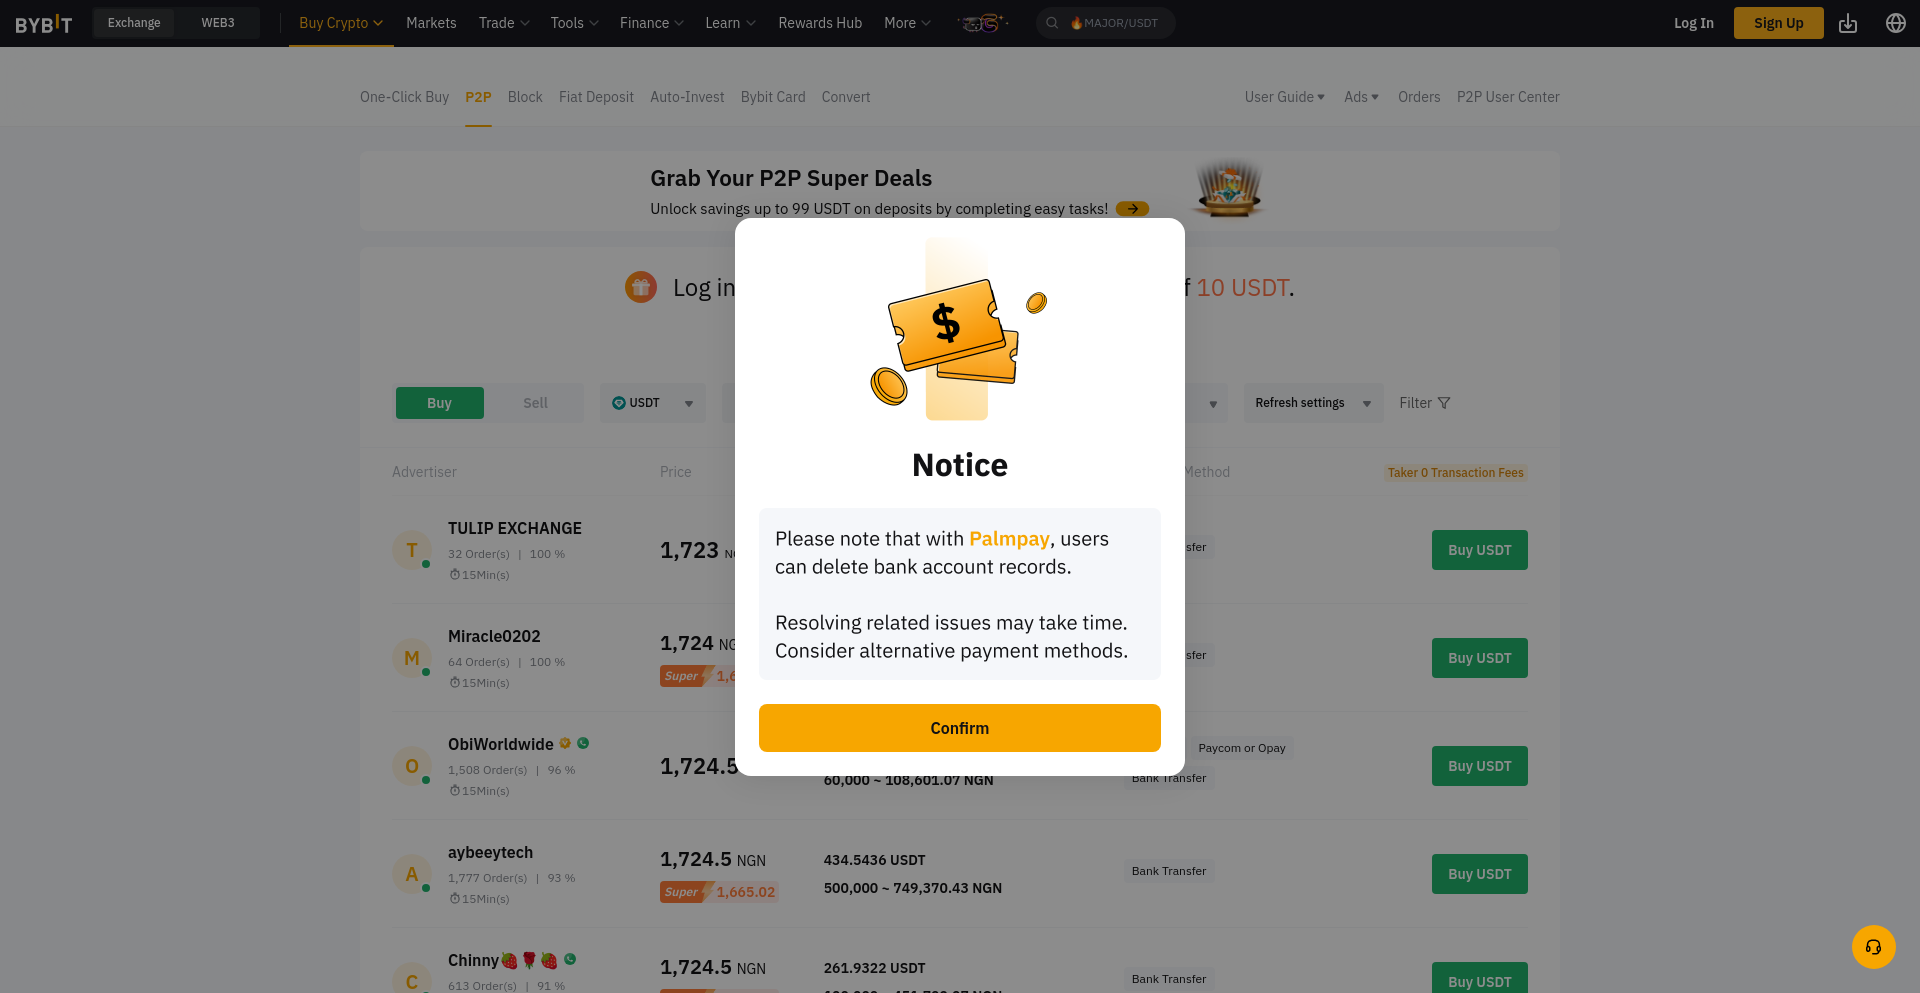 BYBIT Exchange WEB3 Buy Crypto Markets Trade Tools Finance Learn Rewards Hub More 🔥MAJOR/USDT Log In Sign Up
One-Click Buy P2P Block Fiat Deposit Auto-Invest Bybit Card Convert User Guide Ads Orders P2P User Center
Grab Your P2P Super Deals
Unlock savings up to 99 USDT on deposits by completing easy tasks!
Log in
10 USDT.
$
Buy Sell USDT Refresh settings Filter
Notice
Advertiser Price Method Taker 0 Transaction Fees
Please note that with Palmpay, users
can delete bank account records.
Resolving related issues may take time.
Consider alternative payment methods.
Confirm
T TULIP EXCHANGE
32 Order(s) | 100 %
15Min(s)
1,723
Buy USDT
M Miracle0202
64 Order(s) | 100 %
15Min(s)
1,724
Super
Buy USDT
O ObiWorldwide
1,508 Order(s) | 96 %
15Min(s)
1,724.5
60,000 ~ 108,601.07 NGN
Paycom or Opay
Bank Transfer
Buy USDT
A aybeeytech
1,777 Order(s) | 93 %
15Min(s)
1,724.5 NGN
Super 1,665.02
434.5436 USDT
500,000 ~ 749,370.43 NGN
Bank Transfer
Buy USDT
C Chinny🍓🌹🍓
613 Order(s) | 91 %
1,724.5 NGN
261.9322 USDT
Bank Transfer
Buy USDT